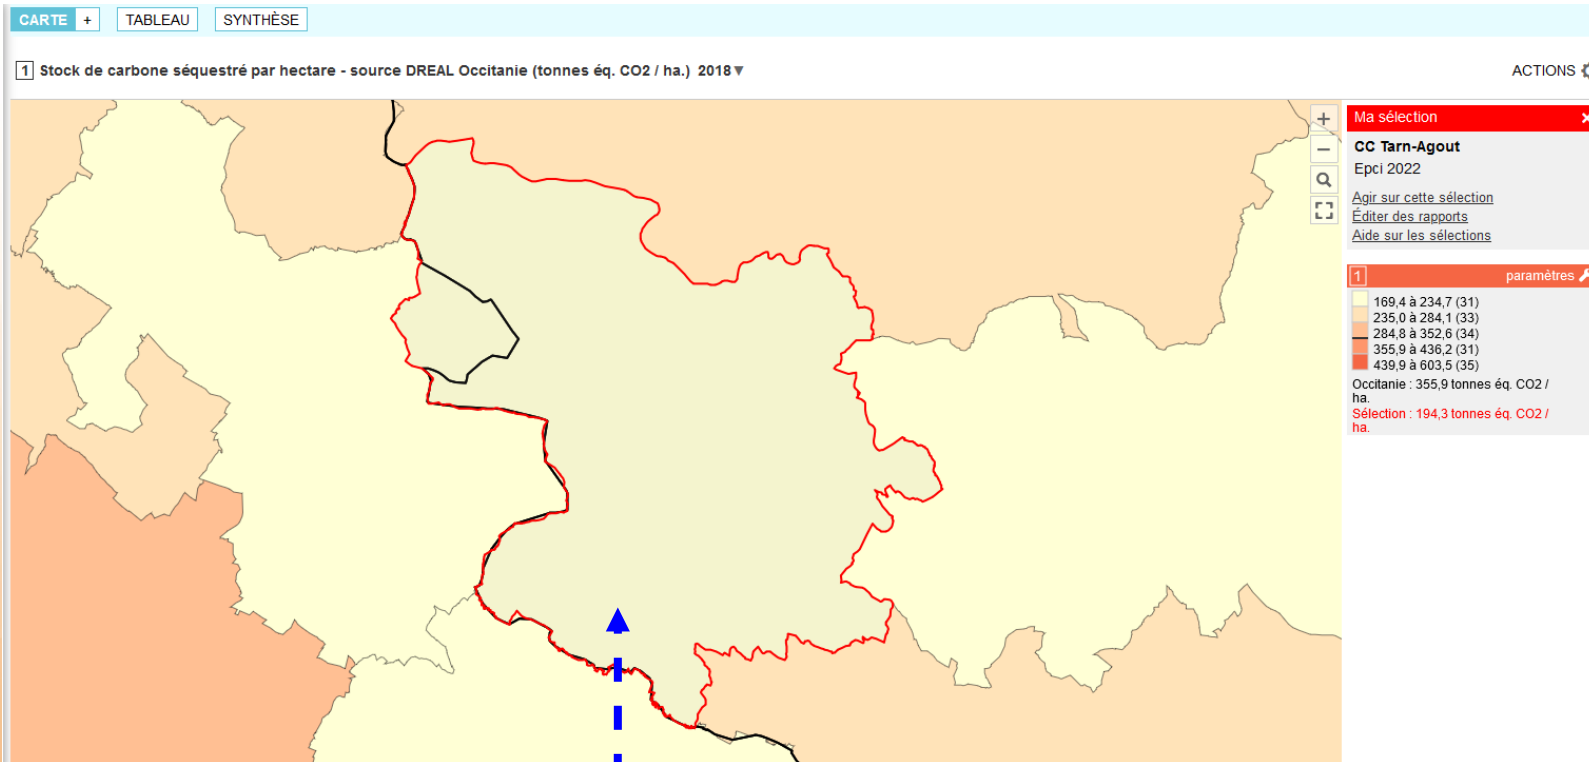 CARTE + TABLEAU SYNTHÈSE
1 Stock de carbone séquestré par hectare - source DREAL Occitanie (tonnes éq. CO2 / ha.) 2018 ▼
ACTIONS
+
−
Ma sélection ×
CC Tarn-Agout
Epci 2022
Agir sur cette sélection
Éditer des rapports
Aide sur les sélections
1 paramètres
169,4 à 234,7 (31)
235,0 à 284,1 (33)
284,8 à 352,6 (34)
355,9 à 436,2 (31)
439,9 à 603,5 (35)
Occitanie : 355,9 tonnes éq. CO2 /
ha.
Sélection : 194,3 tonnes éq. CO2 /
ha.